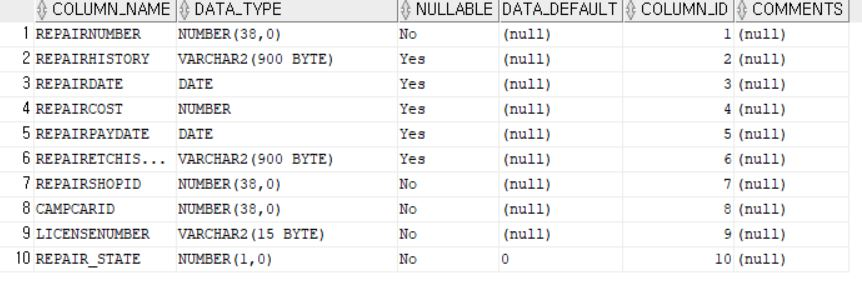 COLUMN_NAME DATA_TYPE NULLABLE DATA_DEFAULT COLUMN_ID COMMENTS
1 REPAIRNUMBER NUMBER(38,0) No (null) 1 (null)
2 REPAIRHISTORY VARCHAR2(900 BYTE) Yes (null) 2 (null)
3 REPAIRDATE DATE Yes (null) 3 (null)
4 REPAIRCOST NUMBER Yes (null) 4 (null)
5 REPAIRPAYDATE DATE Yes (null) 5 (null)
6 REPAIRETCHIS... VARCHAR2(900 BYTE) Yes (null) 6 (null)
7 REPAIRSHOPID NUMBER(38,0) No (null) 7 (null)
8 CAMPCARID NUMBER(38,0) No (null) 8 (null)
9 LICENSENUMBER VARCHAR2(15 BYTE) No (null) 9 (null)
10 REPAIR_STATE NUMBER(1,0) No 0 10 (null)